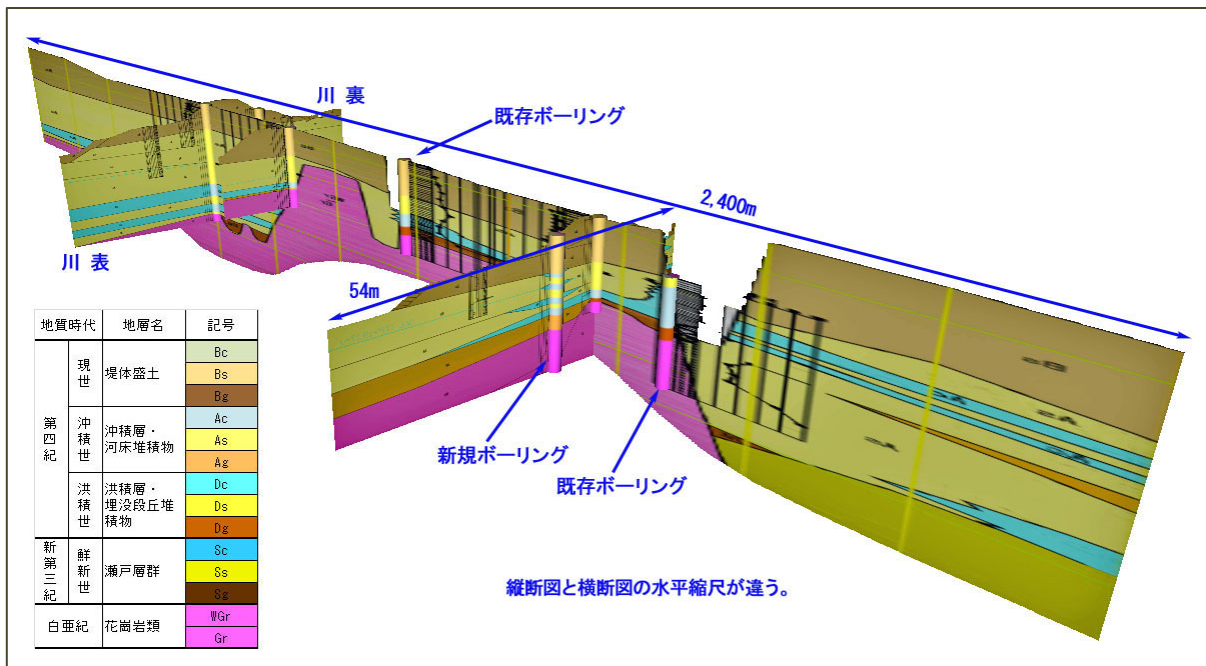 川 裏
既存ボーリング
2,400m
川 表
54m
新規ボーリング
既存ボーリング
縦断図と横断図の水平縮尺が違う。
地質時代 地層名 記号
第四紀 現世 堤体盛土 Bc
Bs
Bg
沖積世 沖積層・河床堆積物 Ac
As
Ag
洪積世 洪積層・埋没段丘堆積物 Dc
Ds
Dg
新第三紀 鮮新世 瀬戸層群 Sc
Ss
Sg
白亜紀 花崗岩類 WGr
Gr